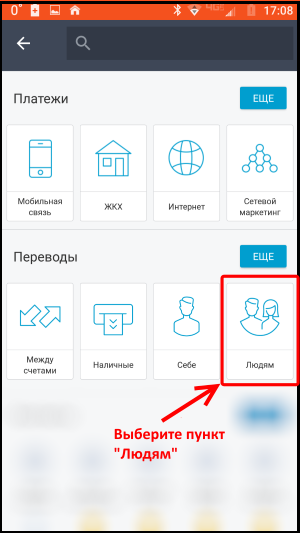 0°
17:08
Платежи
ЕЩЕ
Мобильная
связь
ЖКХ
Интернет
Сетевой
маркетинг
Переводы
ЕЩЕ
Между
счетами
Наличные
Себе
Людям
Выберите пункт
"Людям"